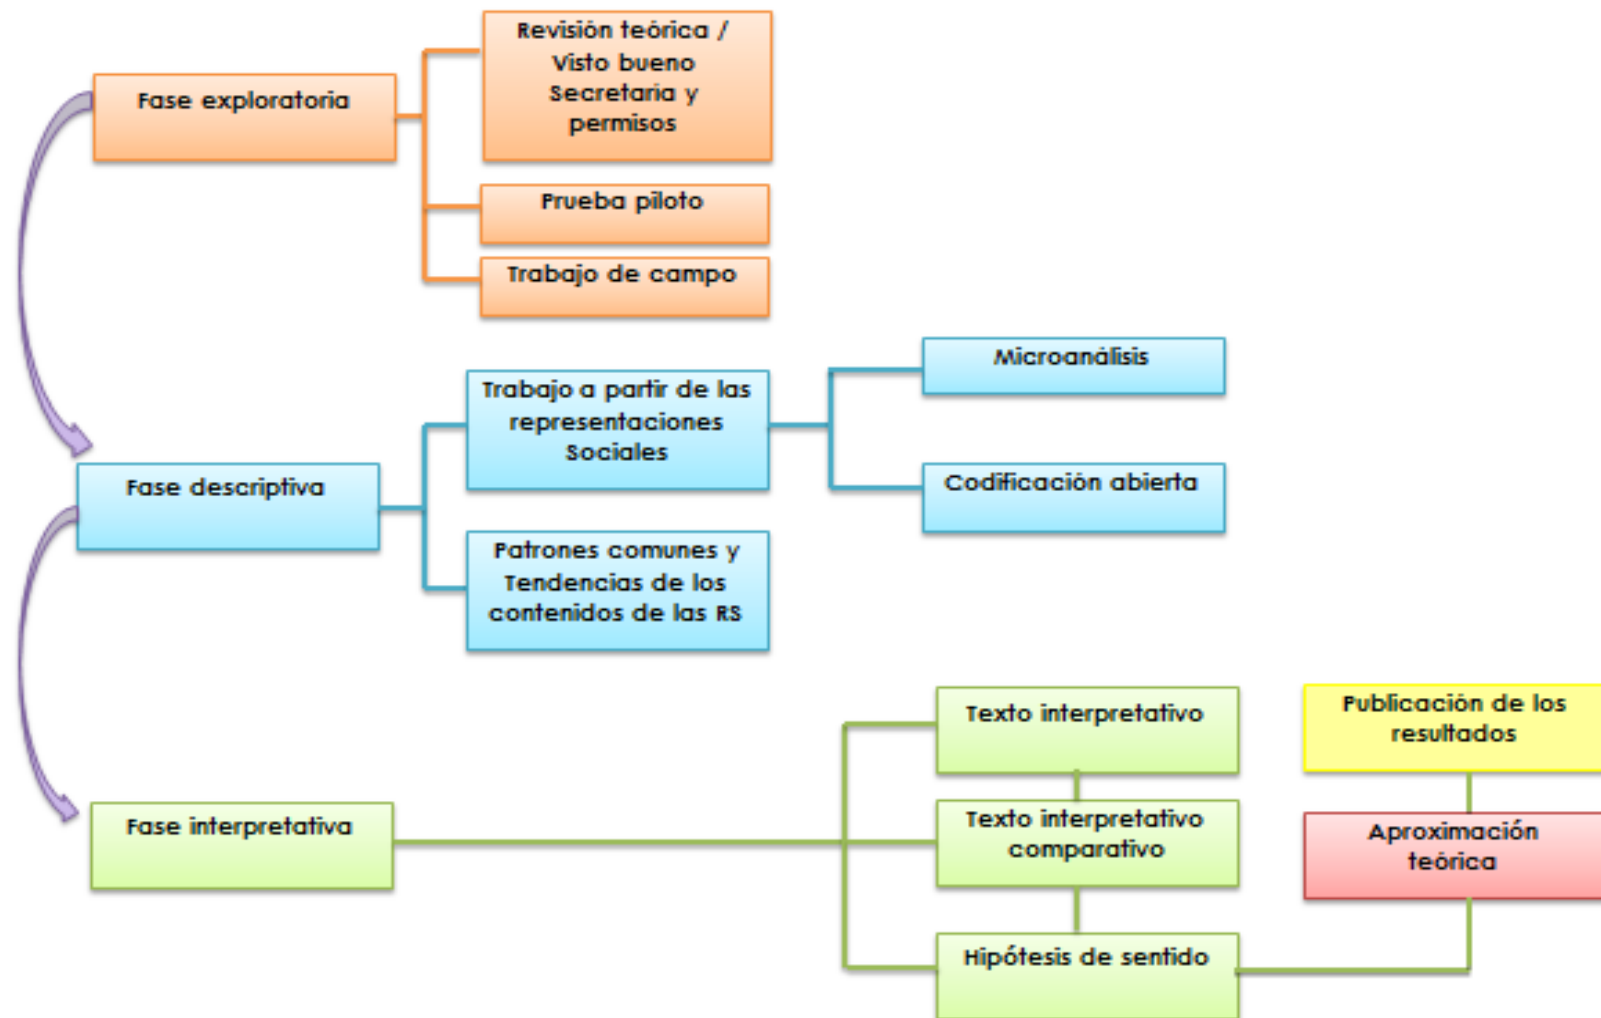 Fase exploratoria
Revisión teórica /
Visto bueno
Secretaria y
permisos
Prueba piloto
Trabajo de campo
Fase descriptiva
Trabajo a partir de las
representaciones
Sociales
Microanálisis
Codificación abierta
Patrones comunes y
Tendencias de los
contenidos de las RS
Fase interpretativa
Texto interpretativo
Texto interpretativo
comparativo
Hipótesis de sentido
Publicación de los
resultados
Aproximación
teórica